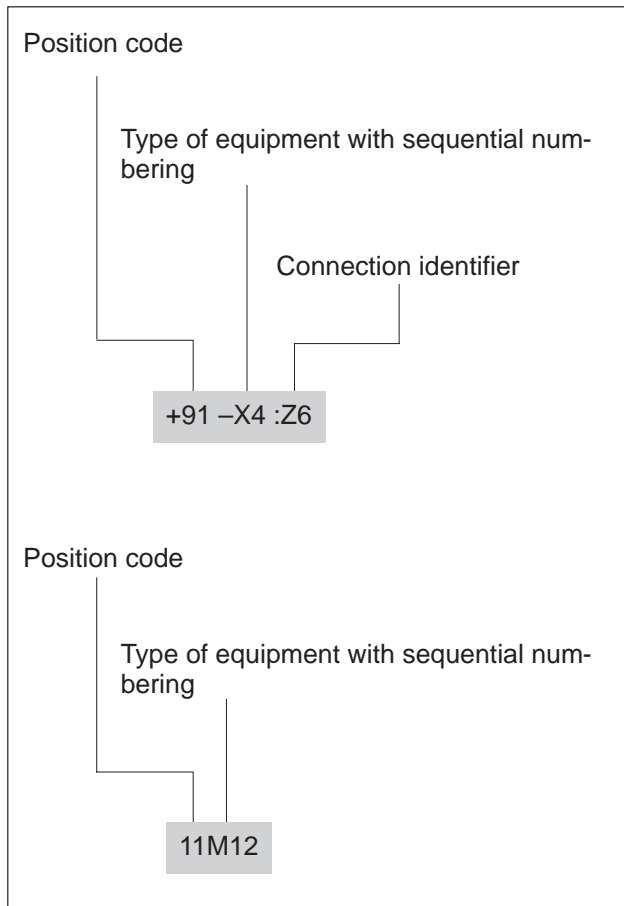 Position code
Type of equipment with sequential num-
bering
Connection identifier
+91 –X4 :Z6
Position code
Type of equipment with sequential num-
bering
11M12